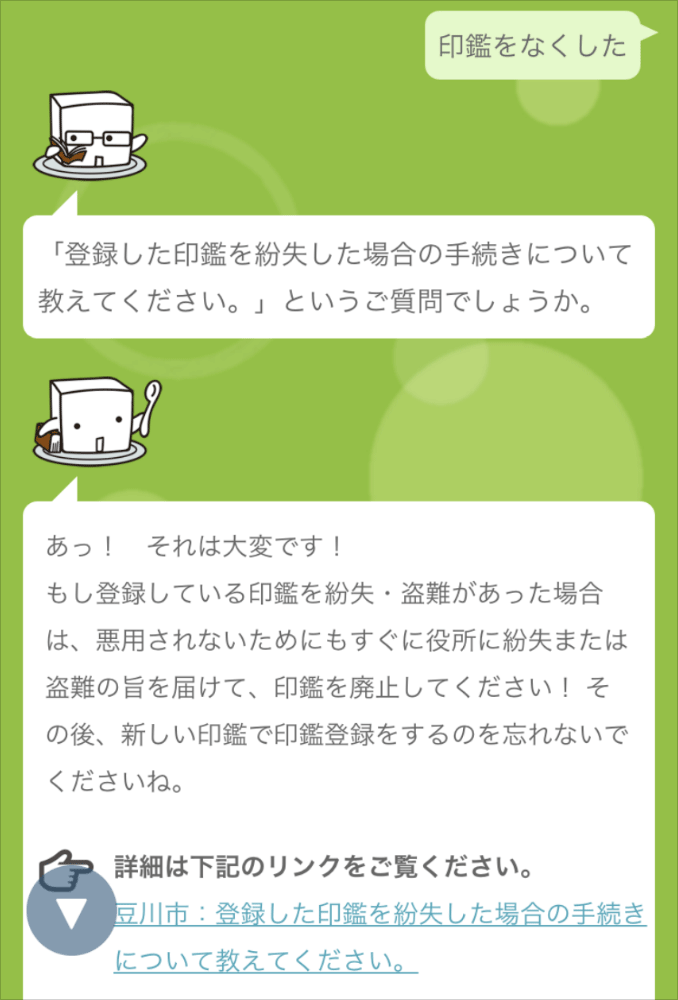 印鑑をなくした
「登録した印鑑を紛失した場合の手続きについて
教えてください。」というご質問でしょうか。
あっ！　それは大変です！
もし登録している印鑑を紛失・盗難があった場合
は、悪用されないためにもすぐに役所に紛失または
盗難の旨を届けて、印鑑を廃止してください！ そ
の後、新しい印鑑で印鑑登録をするのを忘れないで
くださいね。
詳細は下記のリンクをご覧ください。
豆川市：登録した印鑑を紛失した場合の手続き
について教えてください。